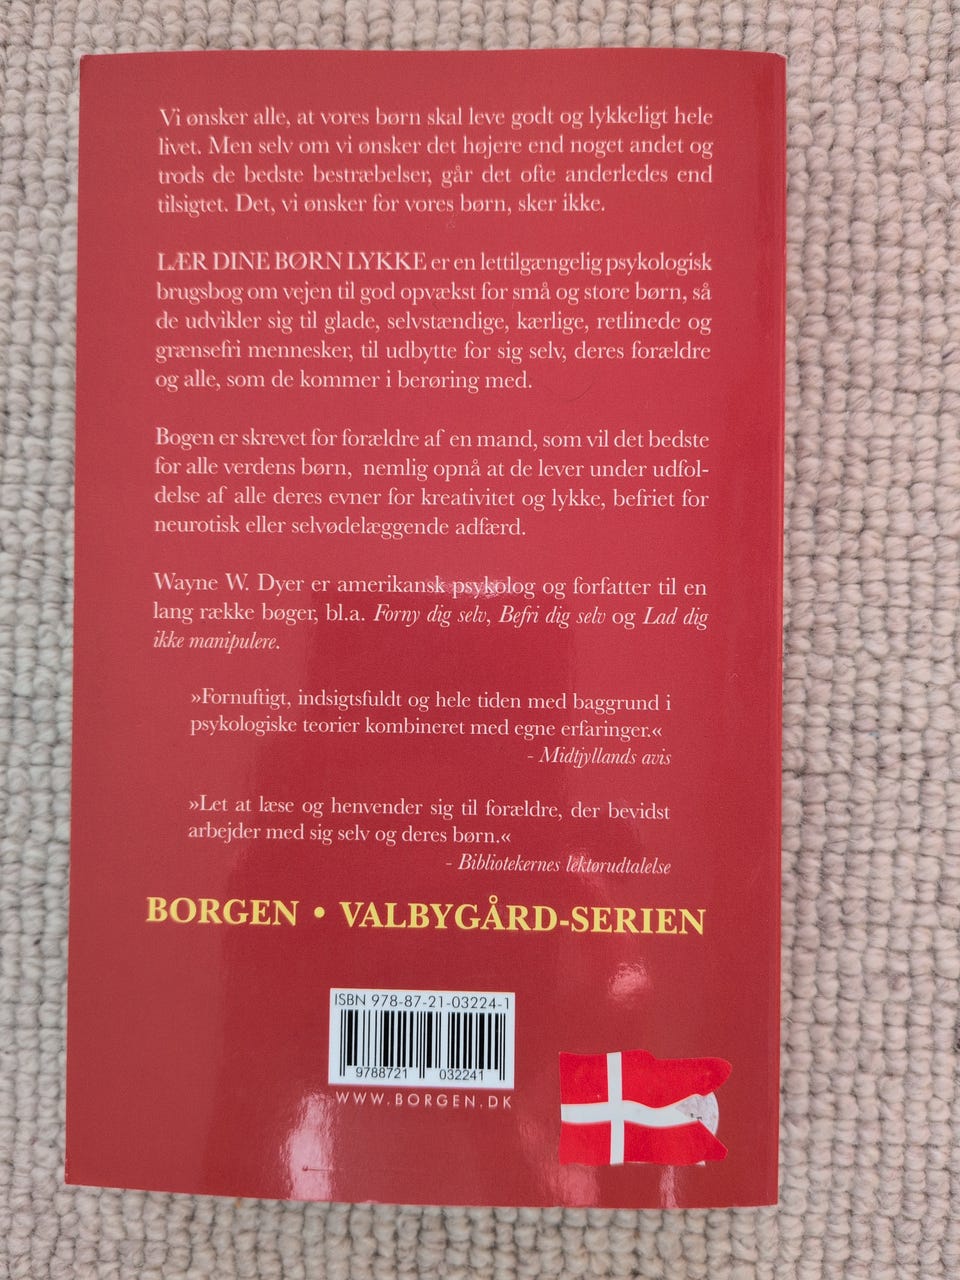 Vi ønsker alle, at vores børn skal leve godt og lykkeligt hele
livet. Men selv om vi ønsker det højere end noget andet og
trods de bedste bestræbelser, går det ofte anderledes end
tilsigtet. Det, vi ønsker for vores børn, sker ikke.
LÆR DINE BØRN LYKKE er en lettilgængelig psykologisk
brugsbog om vejen til god opvækst for små og store børn, så
de udvikler sig til glade, selvstændige, kærlige, retlinede og
grænsefri mennesker, til udbytte for sig selv, deres forældre
og alle, som de kommer i berøring med.
Bogen er skrevet for forældre af en mand, som vil det bedste
for alle verdens børn, nemlig opnå at de lever under udfol-
delse af alle deres evner for kreativitet og lykke, befriet for
neurotisk eller selvødelæggende adfærd.
Wayne W. Dyer er amerikansk psykolog og forfatter til en
lang række bøger, bl.a. Forny dig selv, Befri dig selv og Lad dig
ikke manipulere.
»Fornuftigt, indsigtsfuldt og hele tiden med baggrund i
psykologiske teorier kombineret med egne erfaringer.«
- Midtjyllands avis
»Let at læse og henvender sig til forældre, der bevidst
arbejder med sig selv og deres børn.«
- Bibliotekernes lektørudtalelse
BORGEN • VALBYGÅRD-SERIEN
ISBN 978-87-21-03224-1
9788721 032241
WWW.BORGEN.DK